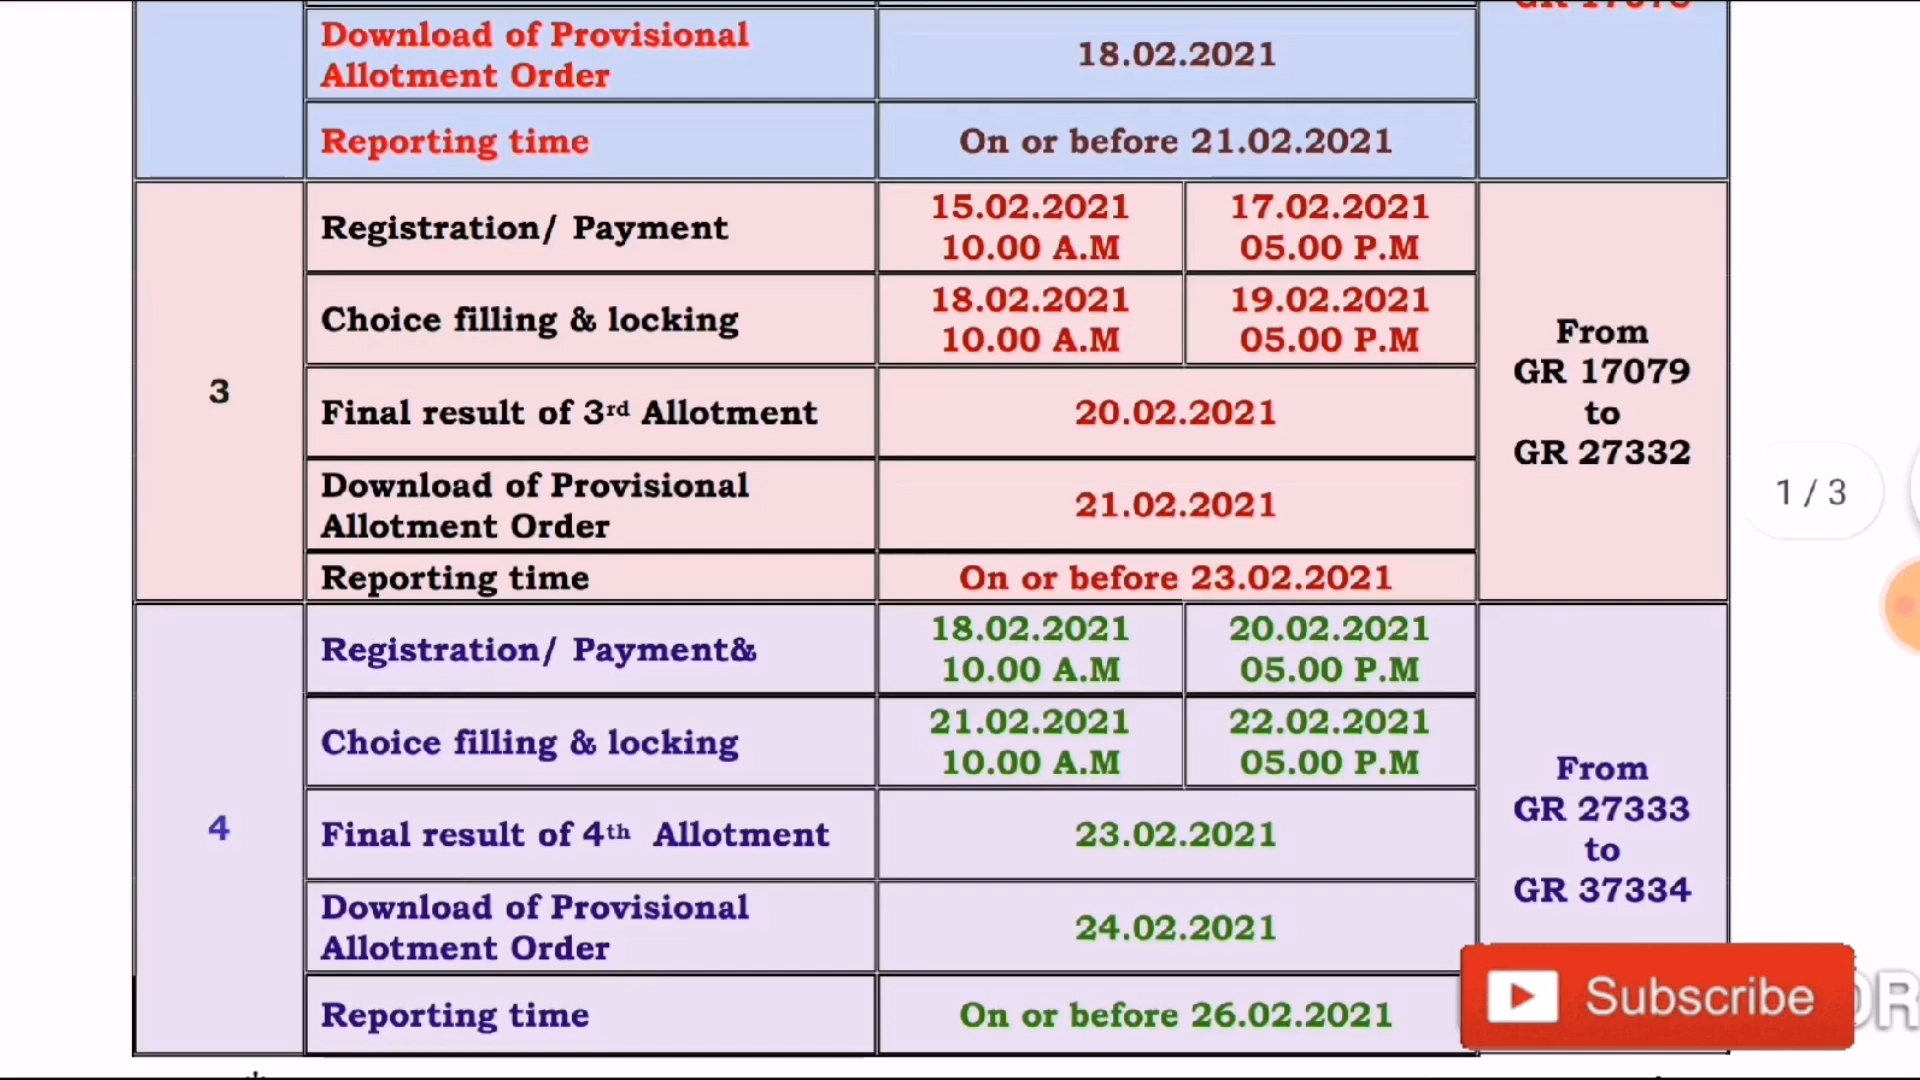 Download of Provisional
Allotment Order
18.02.2021
Reporting time
On or before 21.02.2021
3
Registration/ Payment
15.02.2021
10.00 A.M
17.02.2021
05.00 P.M
Choice filling & locking
18.02.2021
10.00 A.M
19.02.2021
05.00 P.M
Final result of 3rd Allotment
20.02.2021
Download of Provisional
Allotment Order
21.02.2021
Reporting time
On or before 23.02.2021
From
GR 17079
to
GR 27332
1 / 3
4
Registration/ Payment&
18.02.2021
10.00 A.M
20.02.2021
05.00 P.M
Choice filling & locking
21.02.2021
10.00 A.M
22.02.2021
05.00 P.M
Final result of 4th Allotment
23.02.2021
Download of Provisional
Allotment Order
24.02.2021
Reporting time
On or before 26.02.2021
From
GR 27333
to
GR 37334
Subscribe